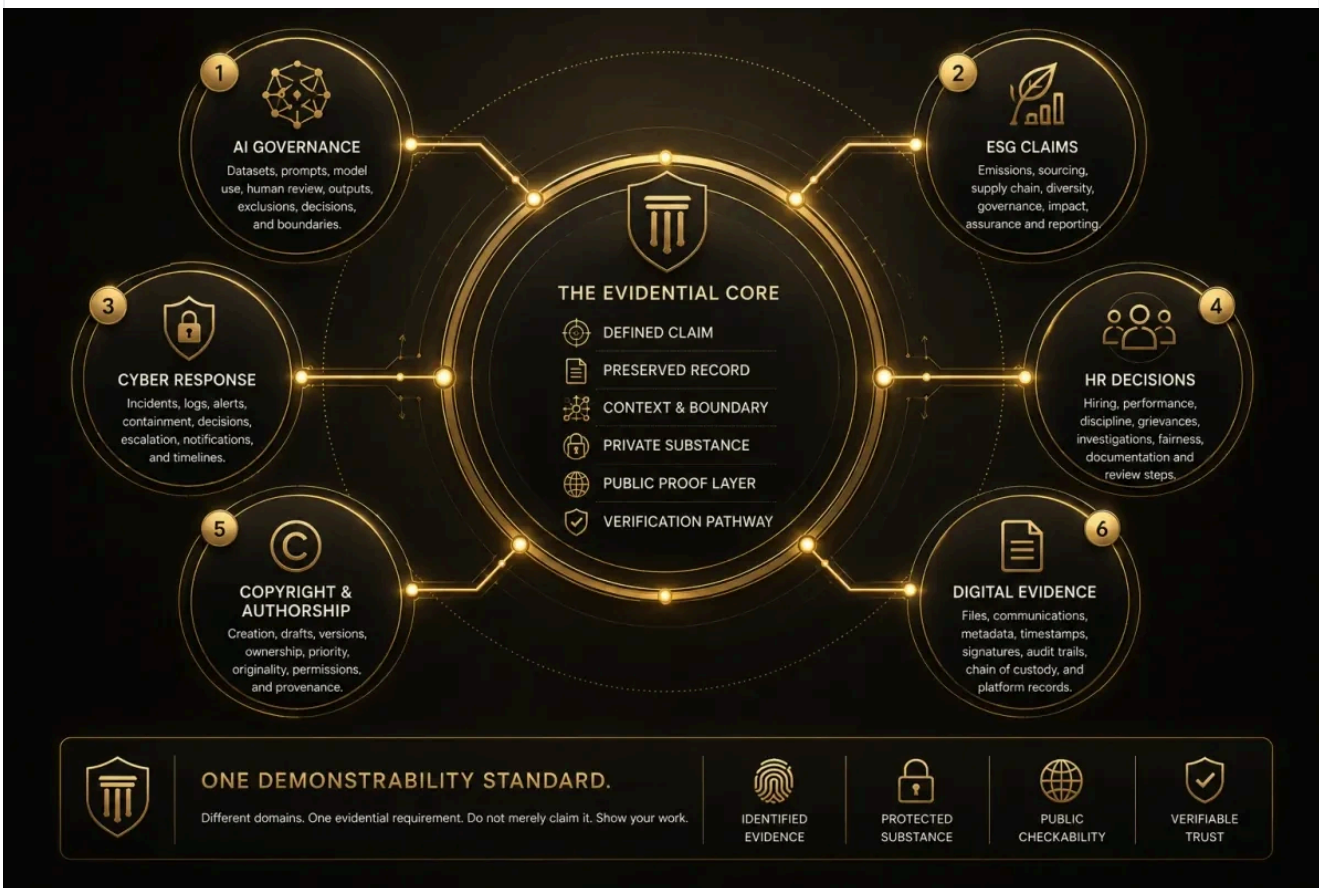 1
AI GOVERNANCE
Datasets, prompts, model
use, human review, outputs,
exclusions, decisions,
and boundaries.
2
ESG CLAIMS
Emissions, sourcing,
supply chain, diversity,
governance, impact,
assurance and reporting.
3
CYBER RESPONSE
Incidents, logs, alerts,
containment, decisions,
escalation, notifications,
and timelines.
THE EVIDENTIAL CORE
DEFINED CLAIM
PRESERVED RECORD
CONTEXT & BOUNDARY
PRIVATE SUBSTANCE
PUBLIC PROOF LAYER
VERIFICATION PATHWAY
4
HR DECISIONS
Hiring, performance,
discipline, grievances,
investigations, fairness,
documentation and
review steps.
5
COPYRIGHT &
AUTHORSHIP
Creation, drafts, versions,
ownership, priority,
originality, permissions,
and provenance.
6
DIGITAL EVIDENCE
Files, communications,
metadata, timestamps,
signatures, audit trails,
chain of custody, and
platform records.
ONE DEMONSTRABILITY STANDARD.
Different domains. One evidential requirement. Do not merely claim it. Show your work.
IDENTIFIED
EVIDENCE
PROTECTED
SUBSTANCE
PUBLIC
CHECKABILITY
VERIFIABLE
TRUST